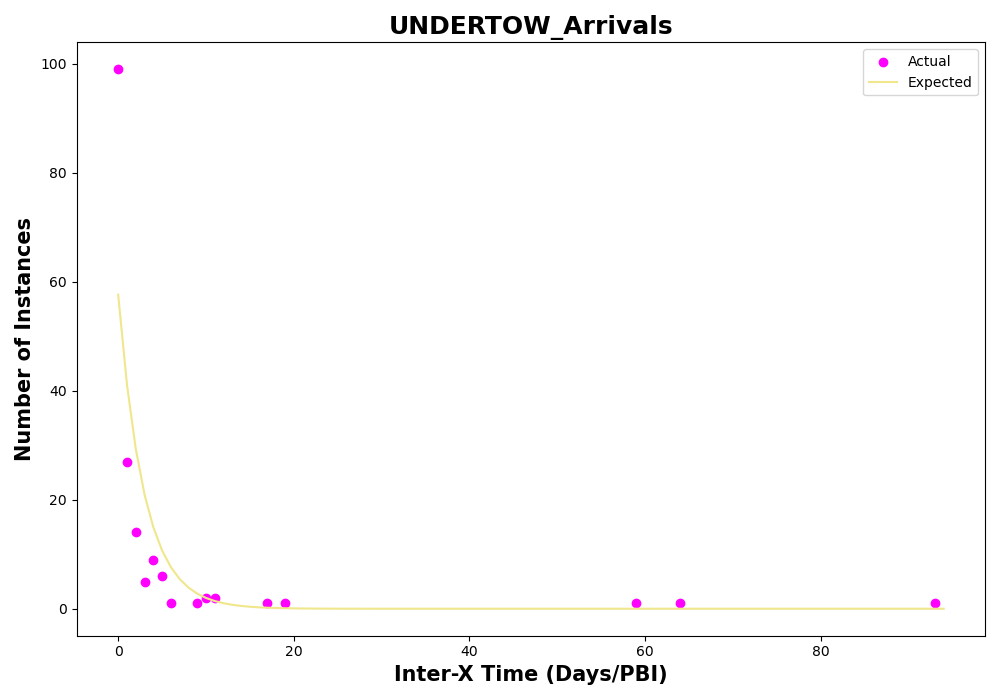 UNDERTOW_Arrivals
Actual
Expected
100
80
60
40
20
0
Number of Instances
0 20 40 60 80
Inter-X Time (Days/PBI)